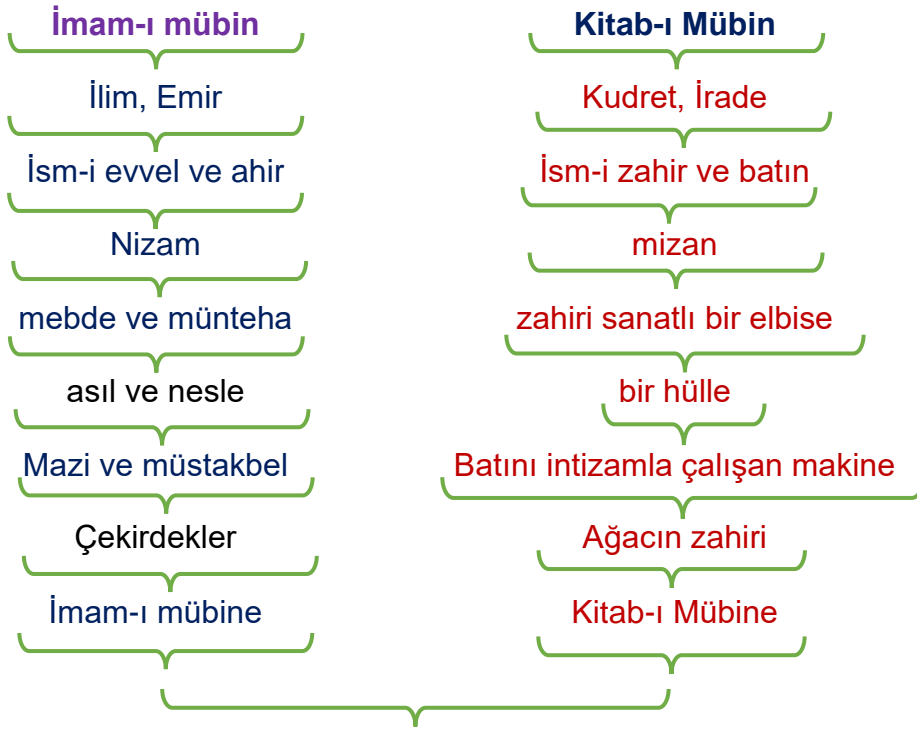 İmam-ı mübin
İlim, Emir
İsm-i evvel ve ahir
Nizam
mebde ve münteha
asıl ve nesle
Mazi ve müstakbel
Çekirdekler
İmam-ı mübine
Kitab-ı Mübin
Kudret, İrade
İsm-i zahir ve batın
mizan
zahiri sanatlı bir elbise
bir hülle
Batını intizamla çalışan makine
Ağacın zahiri
Kitab-ı Mübine